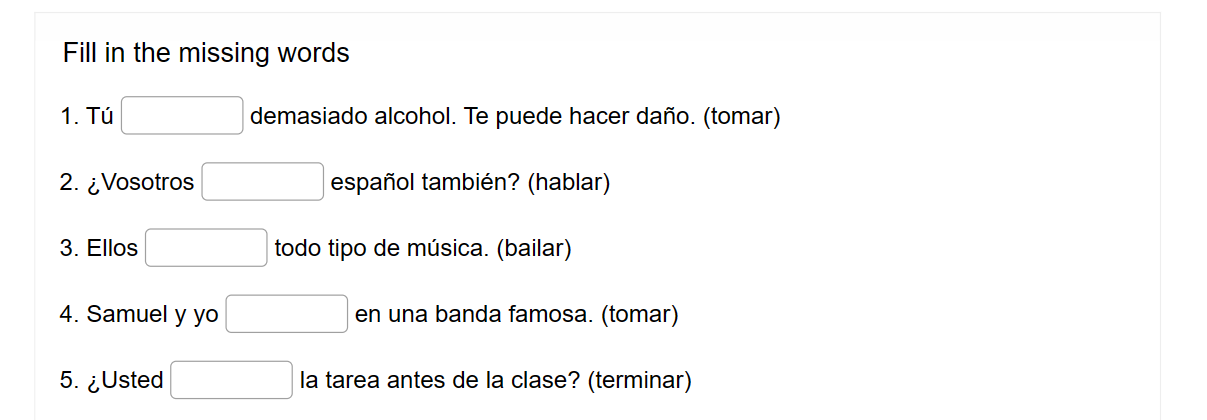 Fill in the missing words
1. Tú demasiado alcohol. Te puede hacer daño. (tomar)
2. ¿Vosotros español también? (hablar)
3. Ellos todo tipo de música. (bailar)
4. Samuel y yo en una banda famosa. (tomar)
5. ¿Usted la tarea antes de la clase? (terminar)